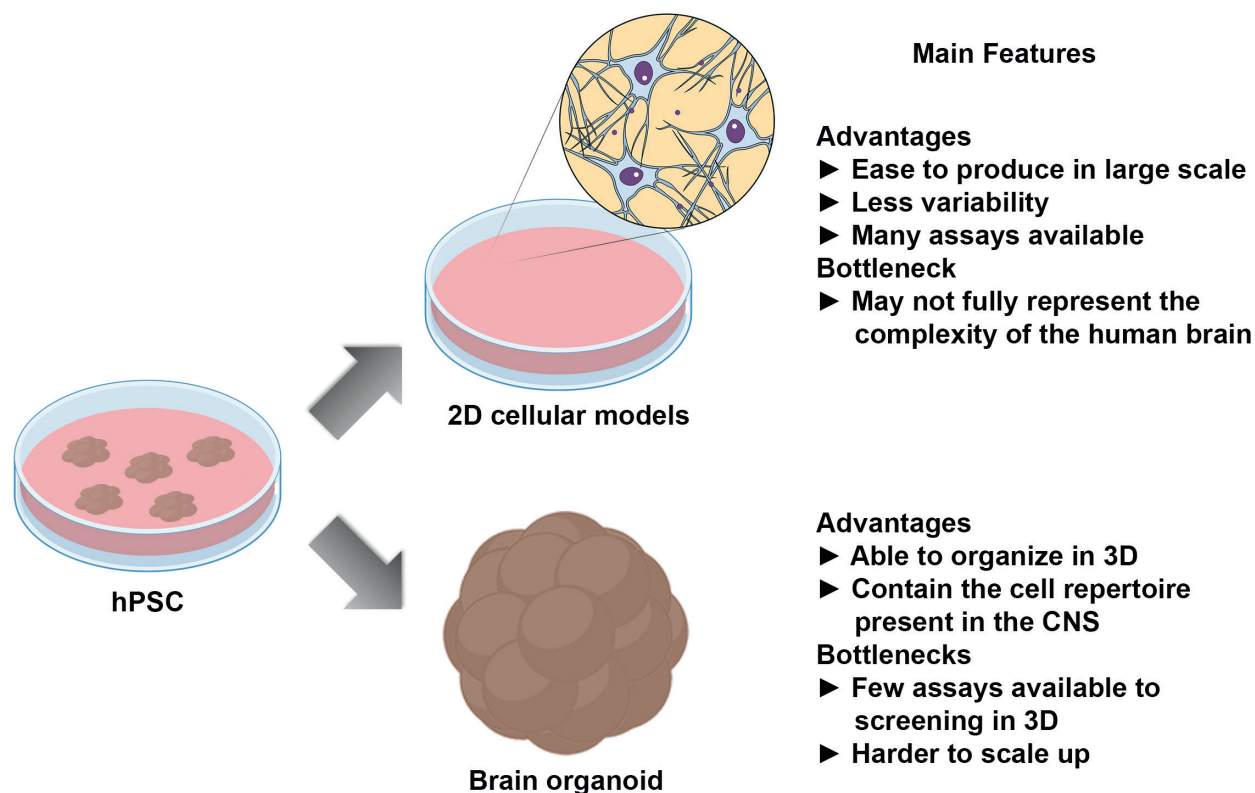 Main Features
Advantages
► Ease to produce in large scale
► Less variability
► Many assays available
Bottleneck
► May not fully represent the
complexity of the human brain
2D cellular models
hPSC
Advantages
► Able to organize in 3D
► Contain the cell repertoire
present in the CNS
Bottlenecks
► Few assays available to
screening in 3D
► Harder to scale up
Brain organoid